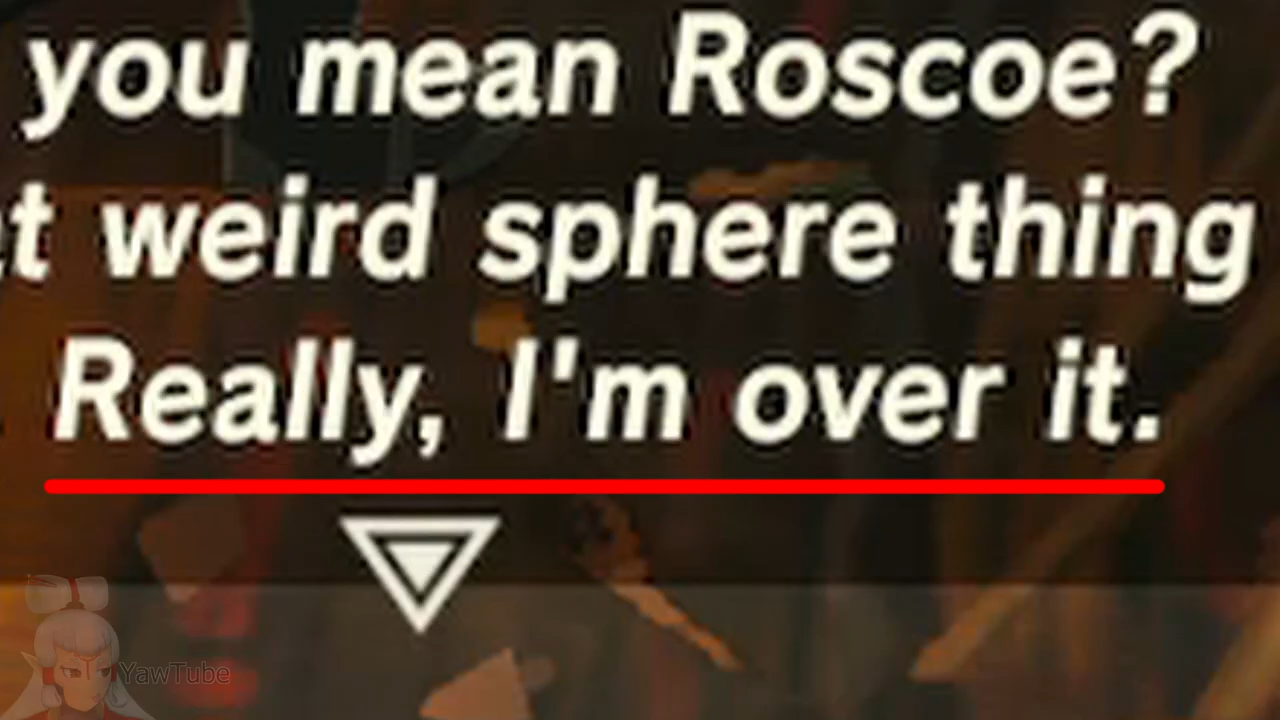 you mean Roscoe?
weird sphere thing
Really, I'm over it.
YawTube